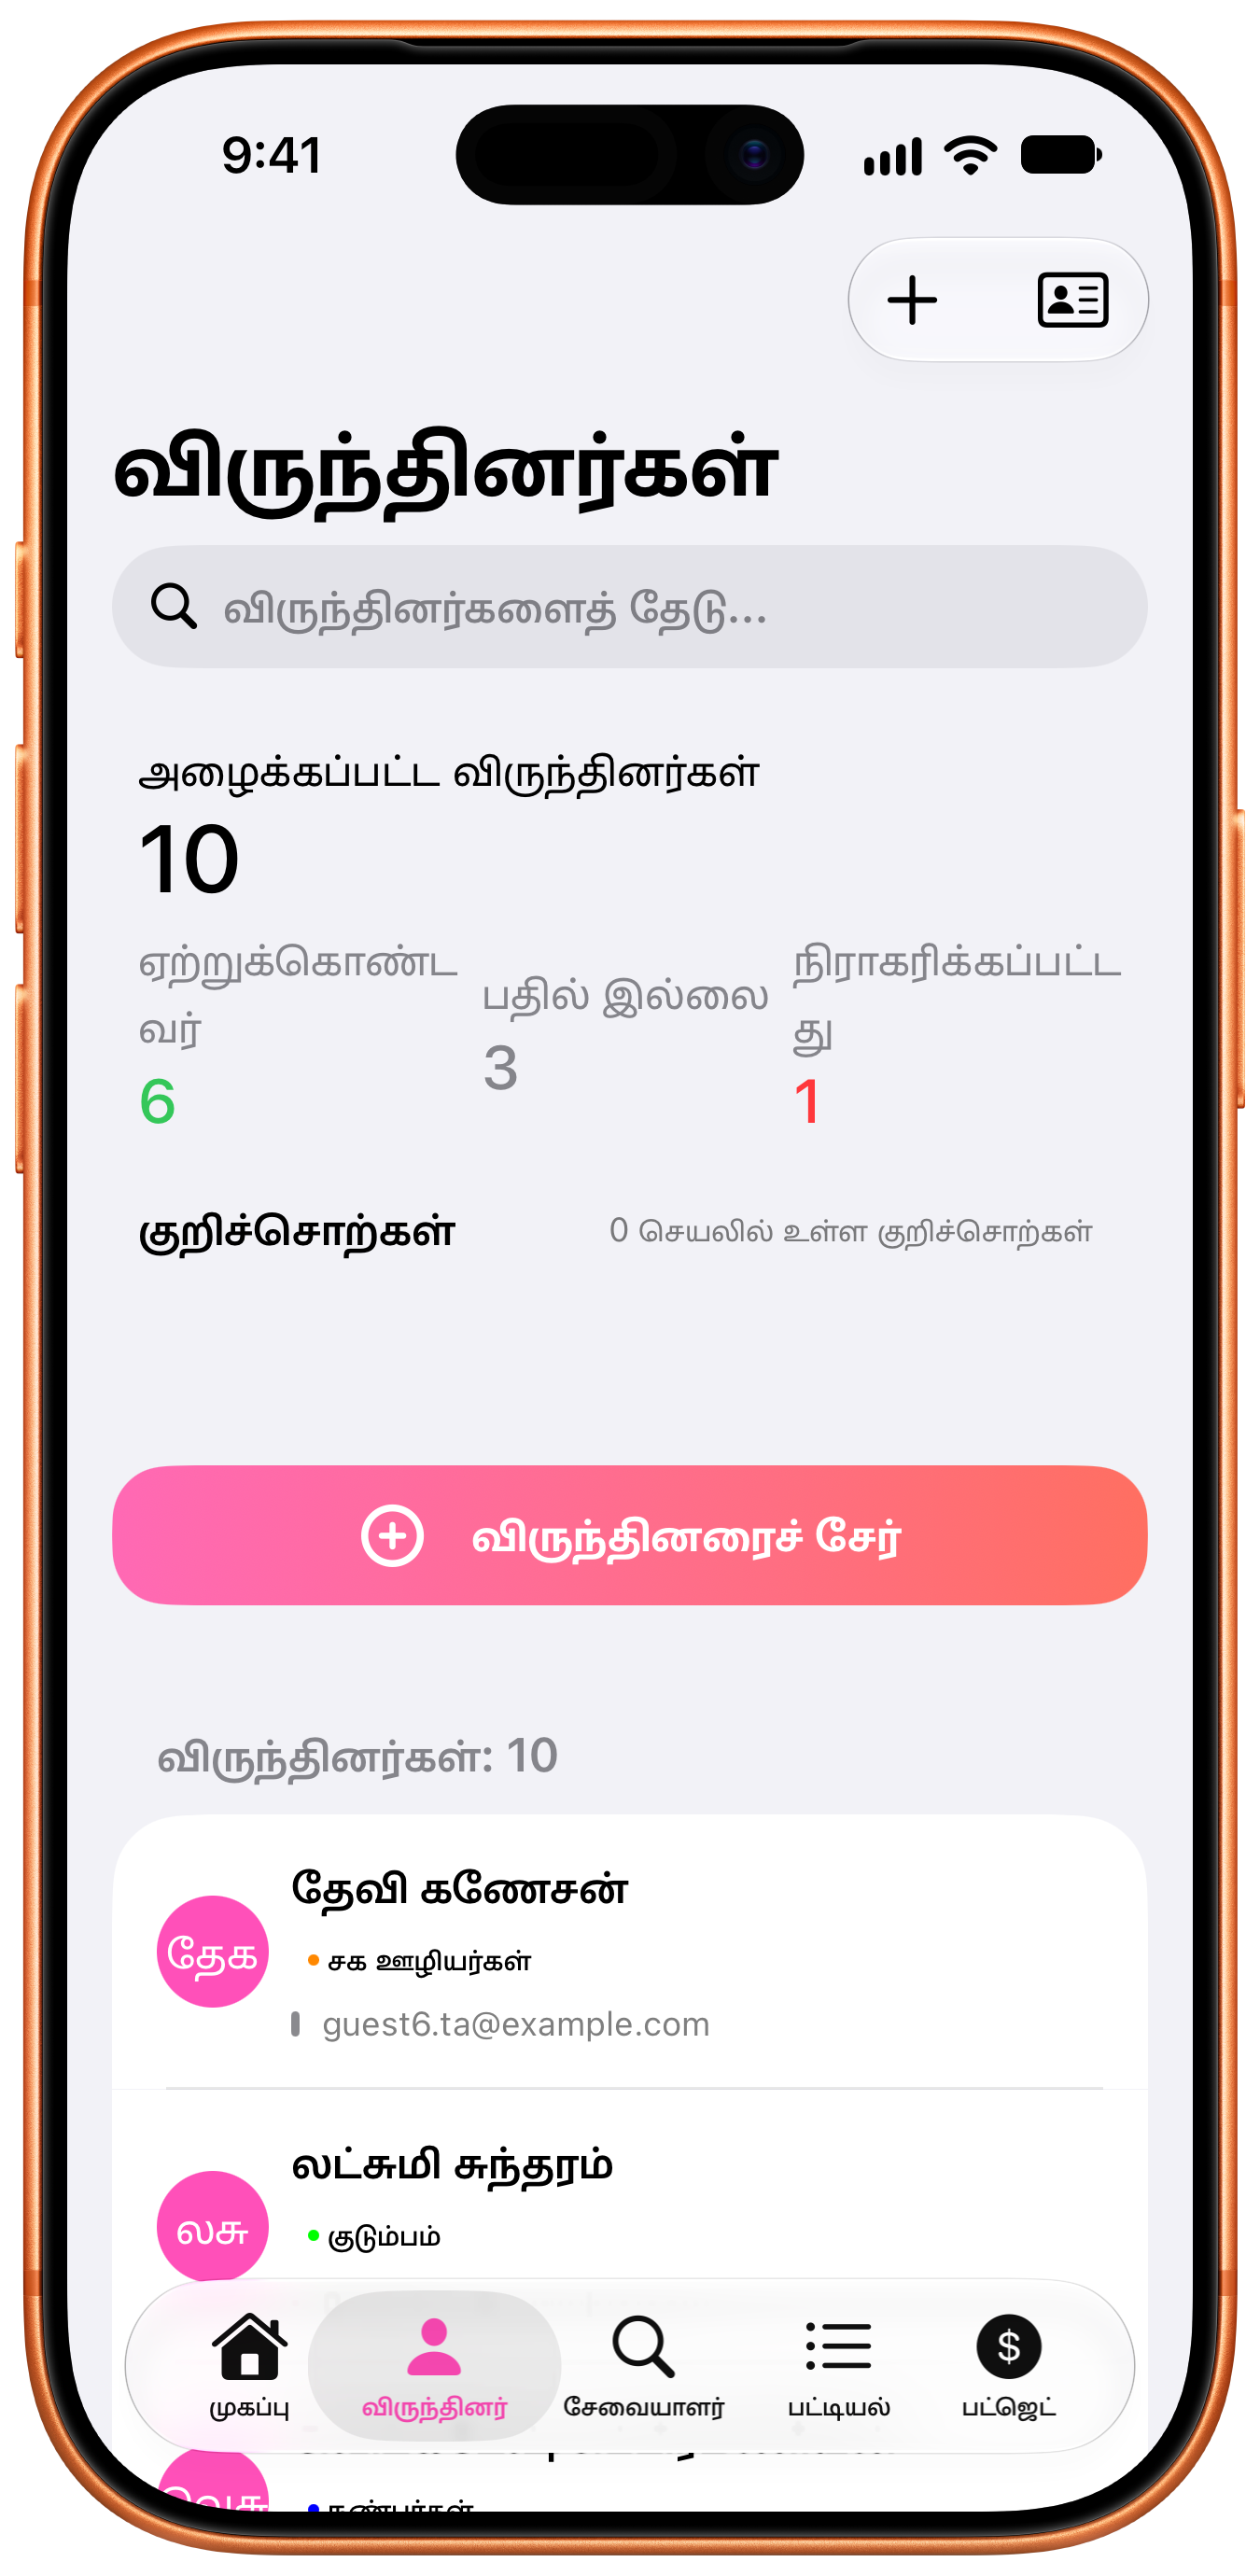 9:41
விருந்தினர்கள்
விருந்தினர்களைத் தேடு...
அழைக்கப்பட்ட விருந்தினர்கள்
10
ஏற்றுக்கொண்ட
வர்
6
பதில் இல்லை
3
நிராகரிக்கப்பட்ட
து
1
குறிச்சொற்கள்
0 செயலில் உள்ள குறிச்சொற்கள்
விருந்தினரைச் சேர்
விருந்தினர்கள்: 10
தேக
தேவி கணேசன்
சக ஊழியர்கள்
guest6.ta@example.com
லசு
லட்சுமி சுந்தரம்
குடும்பம்
முகப்பு
விருந்தினர்
சேவையாளர்
பட்டியல்
பட்ஜெட்